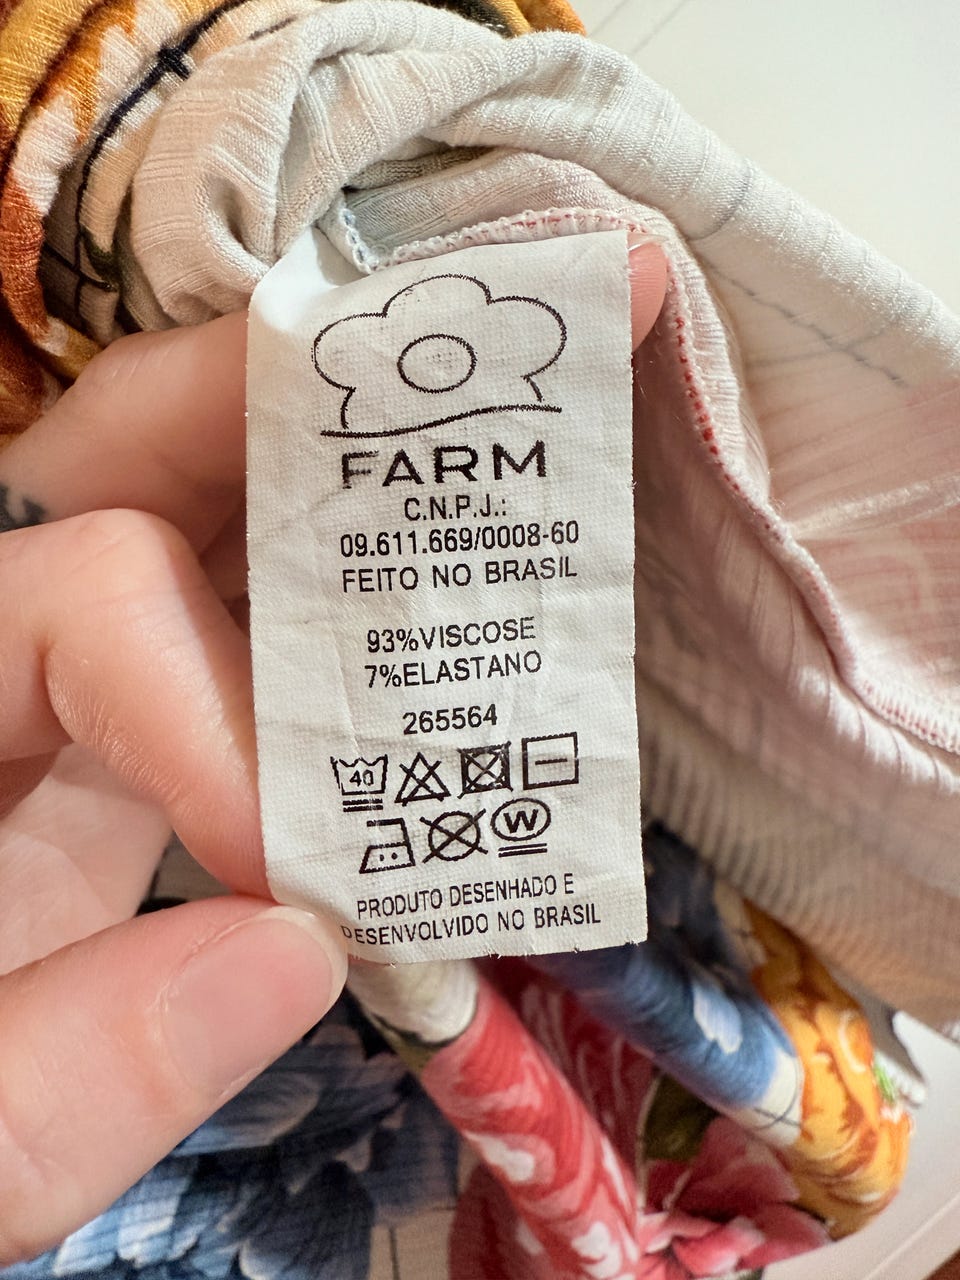 FARM
C.N.P.J.:
09.611.669/0008-60
FEITO NO BRASIL
93%VISCOSE
7%ELASTANO
265564
40
W
PRODUTO DESENHADO E
DESENVOLVIDO NO BRASIL